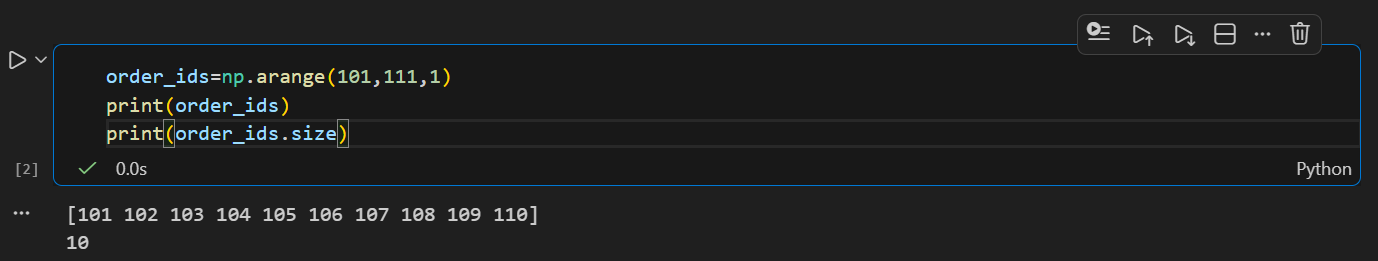 order_ids=np.arange(101,111,1)
print(order_ids)
print(order_ids.size)
[2]
0.0s
Python
[101 102 103 104 105 106 107 108 109 110]
10